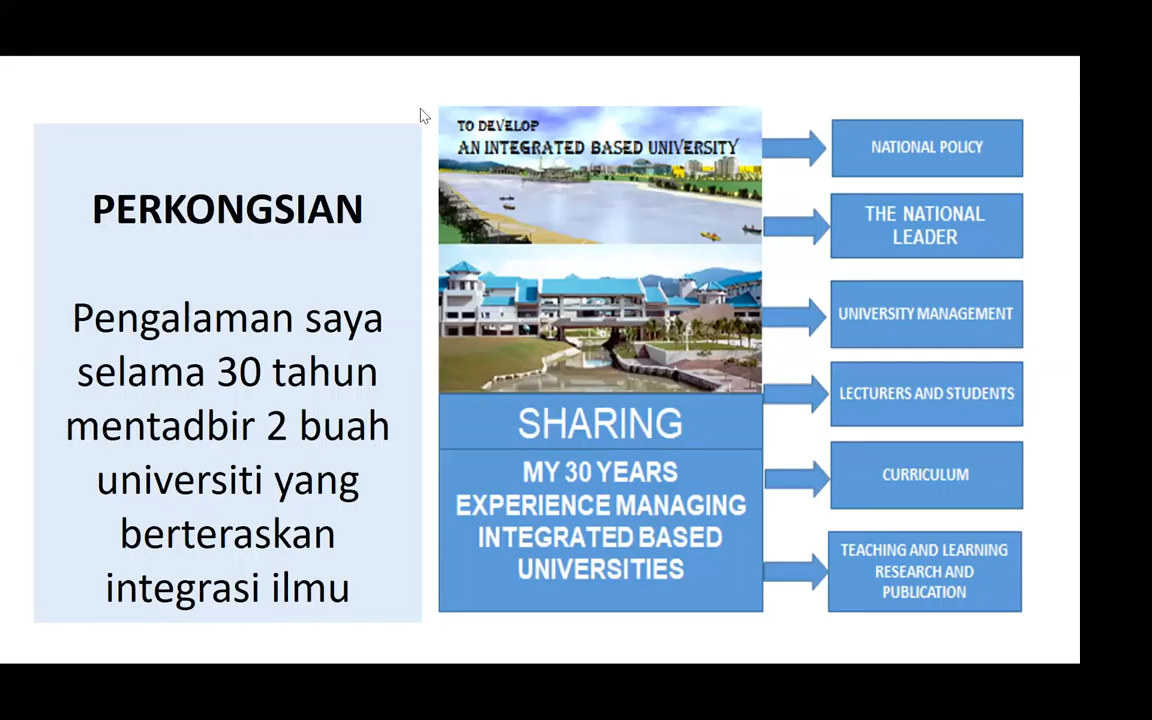 PERKONGSIAN
Pengalaman saya
selama 30 tahun
mentadbir 2 buah
universiti yang
berteraskan
integrasi ilmu
TO DEVELOP
AN INTEGRATED BASED UNIVERSITY
SHARING
MY 30 YEARS
EXPERIENCE MANAGING
INTEGRATED BASED
UNIVERSITIES
NATIONAL POLICY
THE NATIONAL
LEADER
UNIVERSITY MANAGEMENT
LECTURERS AND STUDENTS
CURRICULUM
TEACHING AND LEARNING
RESEARCH AND
PUBLICATION